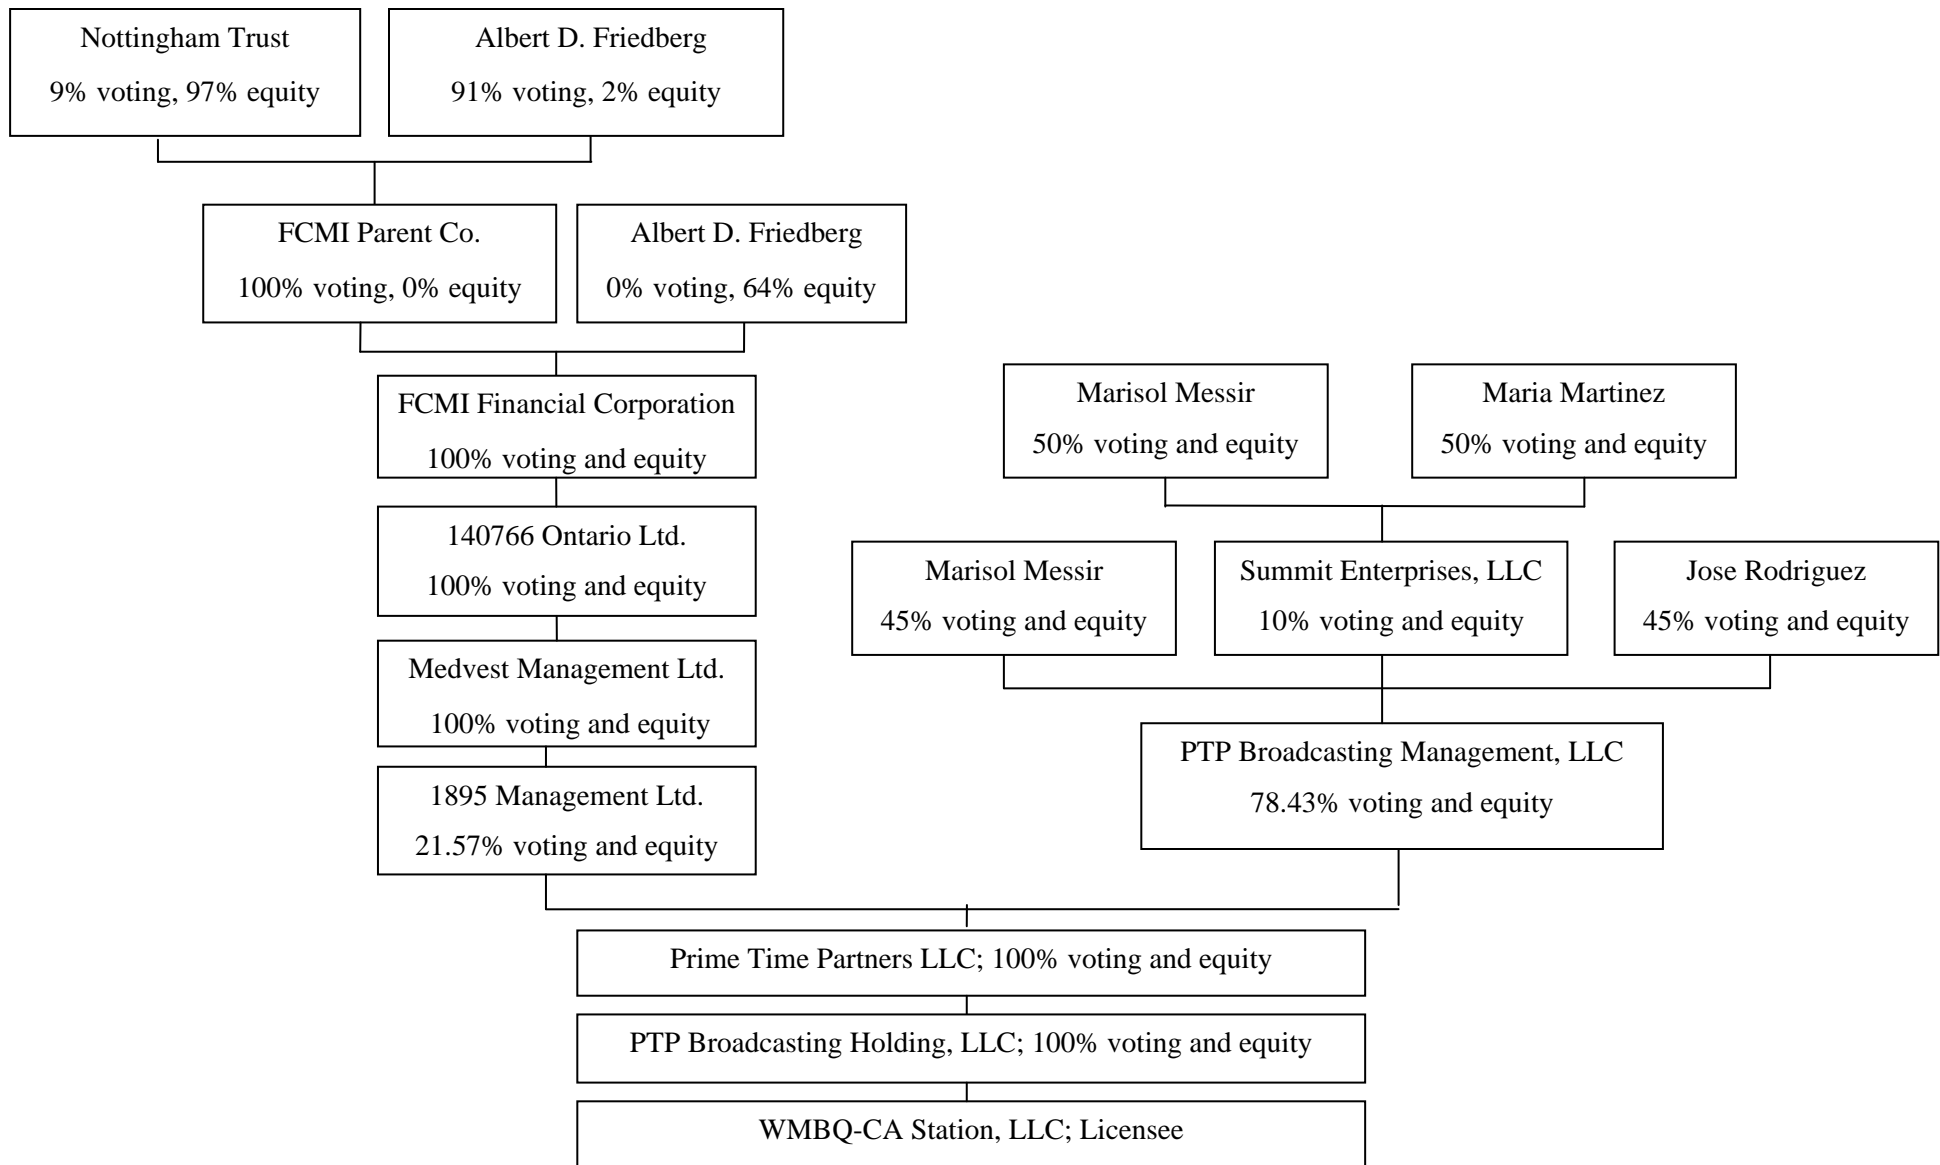 Nottingham Trust
9% voting, 97% equity
Albert D. Friedberg
91% voting, 2% equity
FCMI Parent Co.
100% voting, 0% equity
Albert D. Friedberg
0% voting, 64% equity
FCMI Financial Corporation
100% voting and equity
140766 Ontario Ltd.
100% voting and equity
Medvest Management Ltd.
100% voting and equity
1895 Management Ltd.
21.57% voting and equity
Marisol Messir
50% voting and equity
Maria Martinez
50% voting and equity
Marisol Messir
45% voting and equity
Summit Enterprises, LLC
10% voting and equity
Jose Rodriguez
45% voting and equity
PTP Broadcasting Management, LLC
78.43% voting and equity
Prime Time Partners LLC; 100% voting and equity
PTP Broadcasting Holding, LLC; 100% voting and equity
WMBQ-CA Station, LLC; Licensee